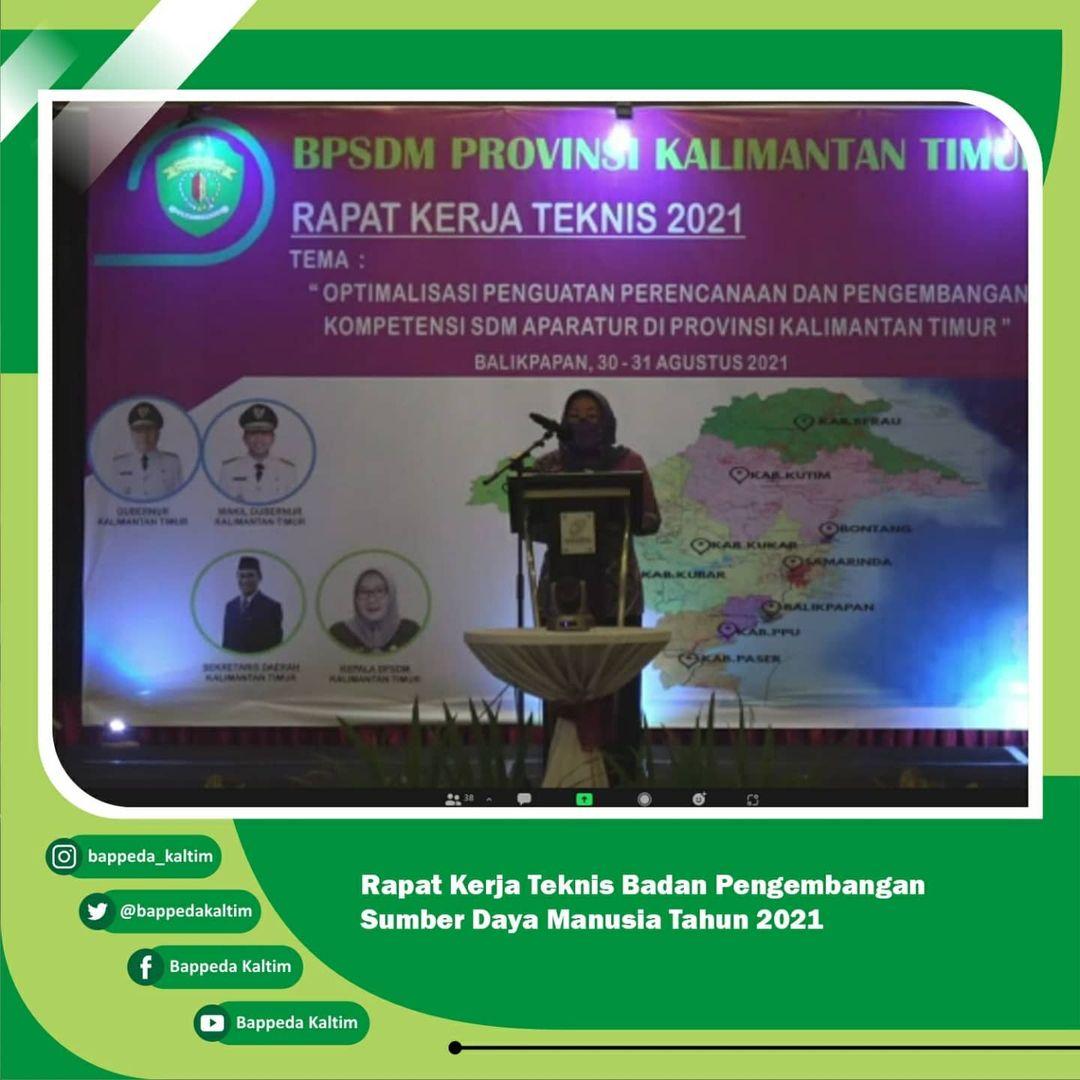 BPSDM PROVINSI KALIMANTAN TIMU
RAPAT KERJA TEKNIS 2021
TEMA :
" OPTIMALISASI PENGUATAN PERENCANAAN DAN PENGEMBANGAN
KOMPETENSI SDM APARATUR DI PROVINSI KALIMANTAN TIMUR "
BALIKPAPAN, 30 - 31 AGUSTUS 2021
GUBERNUR
KALIMANTAN TIMUR
WAKIL GUBERNUR
KALIMANTAN TIMUR
SEKRETARIS DAERAH
KALIMANTAN TIMUR
KEPALA BPSDM
KALIMANTAN TIMUR
KAB.BERAU
KAB.KUTIM
BONTANG
KAB.KUKAR
SAMARINDA
KAB.KUBAR
BALIKPAPAN
KAB.PPU
KAB.PASER
38
bappeda_kaltim
@bappedakaltim
Bappeda Kaltim
Bappeda Kaltim
Rapat Kerja Teknis Badan Pengembangan
Sumber Daya Manusia Tahun 2021